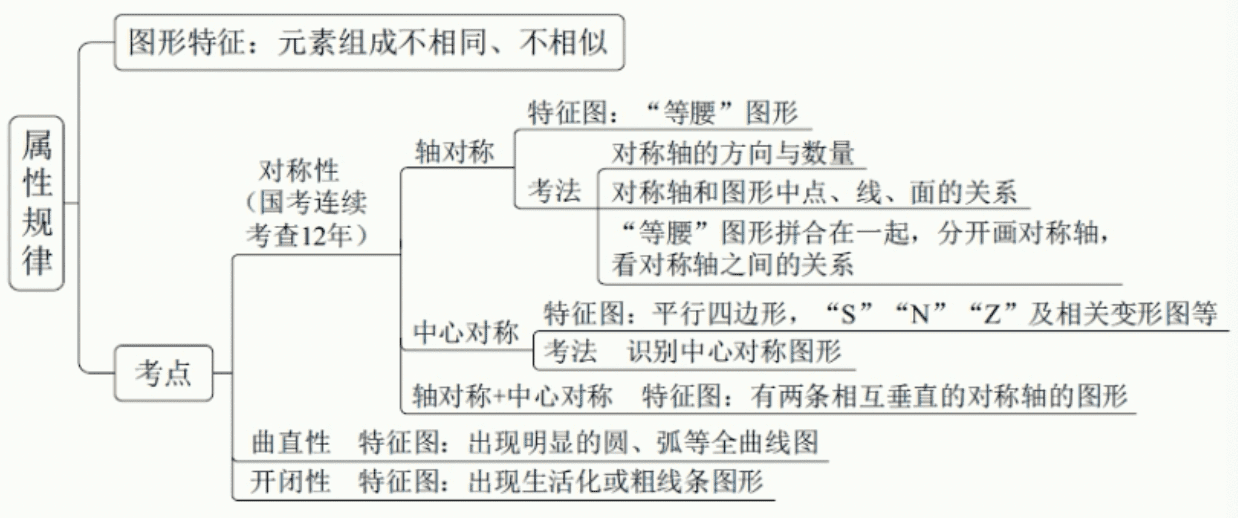 属性规律
图形特征：元素组成不相同、不相似
考点
对称性
（国考连续
考查12年）
轴对称
特征图：“等腰”图形
考法
对称轴的方向与数量
对称轴和图形中点、线、面的关系
“等腰”图形拼合在一起，分开画对称轴，
看对称轴之间的关系
中心对称
特征图：平行四边形，“S”“N”“Z”及相关变形图等
考法 识别中心对称图形
轴对称+中心对称 特征图：有两条相互垂直的对称轴的图形
曲直性 特征图：出现明显的圆、弧等全曲线图
开闭性 特征图：出现生活化或粗线条图形